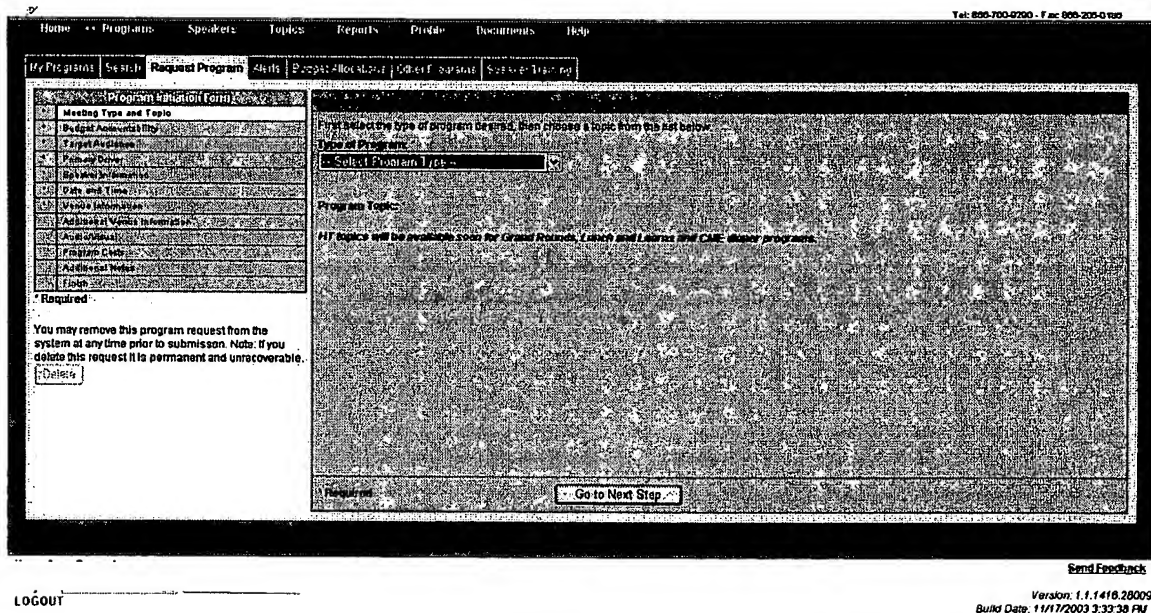 Tel: 866-700-9290 - Fax: 866-205-0186
Home Programs Speakers Topics Reports Profile Documents Help
My Programs Search Request Program Alerts Budget Allocations Other Programs Speaker Training
Program Initiation Form
Meeting Type and Topic
Budget Accountability
Target Audience
Date and Time
Venue Information
Additional Venue Information
Program Costs
Additional Notes
Finish
* Required
You may remove this program request from the
system at any time prior to submisson. Note: If you
delete this request it is permanent and unrecoverable.
Delete
First select the type of program desired, then choose a topic from the list below.
Type of Program:
-- Select Program Type --
Program Topic:
HT topics will be available soon for Grand Rounds, Lunch and Learns and CME dinner programs.
* Required
Go to Next Step
Send Feedback
LOGOUT
Version: 1.1.1416.28009
Build Date: 11/17/2003 3:33:38 PM